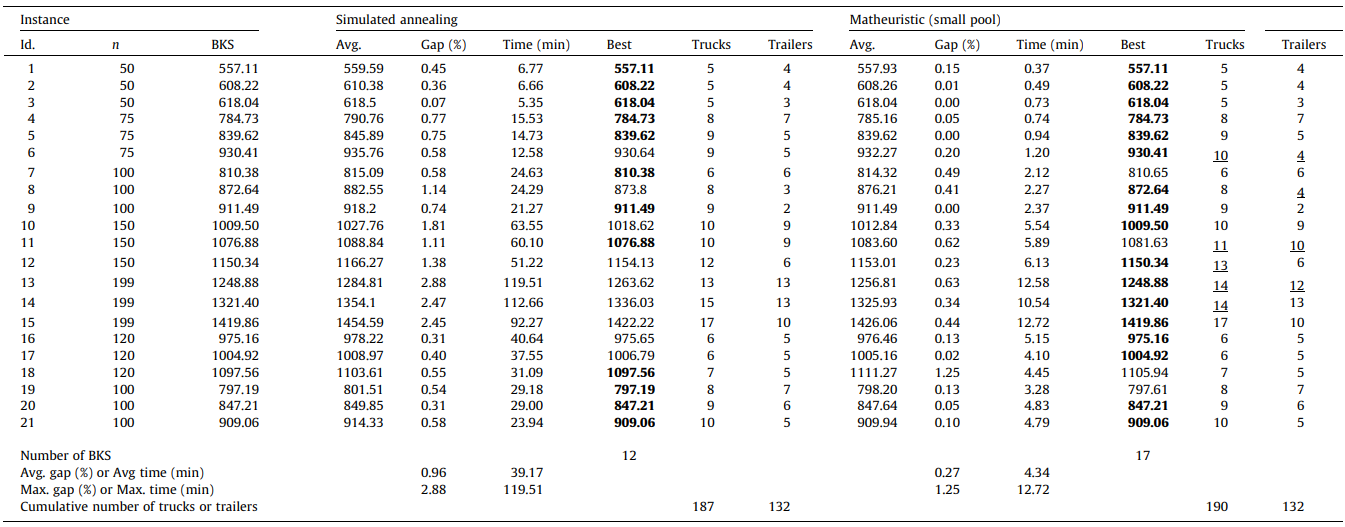 Instance Simulated annealing Matheuristic (small pool)
Id. n BKS Avg. Gap (%) Time (min) Best Trucks Trailers Avg. Gap (%) Time (min) Best Trucks Trailers
1 50 557.11 559.59 0.45 6.77 557.11 5 4 557.93 0.15 0.37 557.11 5 4
2 50 608.22 610.38 0.36 6.66 608.22 5 4 608.26 0.01 0.49 608.22 5 4
3 50 618.04 618.5 0.07 5.35 618.04 5 3 618.04 0.00 0.73 618.04 5 3
4 75 784.73 790.76 0.77 15.53 784.73 8 7 785.16 0.05 0.74 784.73 8 7
5 75 839.62 845.89 0.75 14.73 839.62 9 5 839.62 0.00 0.94 839.62 9 5
6 75 930.41 935.76 0.58 12.58 930.64 9 5 932.27 0.20 1.20 930.41 10 4
7 100 810.38 815.09 0.58 24.63 810.38 6 6 814.32 0.49 2.12 810.65 6 6
8 100 872.64 882.55 1.14 24.29 873.8 8 3 876.21 0.41 2.27 872.64 8 4
9 100 911.49 918.2 0.74 21.27 911.49 9 2 911.49 0.00 2.37 911.49 9 2
10 150 1009.50 1027.76 1.81 63.55 1018.62 10 9 1012.84 0.33 5.54 1009.50 10 9
11 150 1076.88 1088.84 1.11 60.10 1076.88 10 9 1083.60 0.62 5.89 1081.63 11 10
12 150 1150.34 1166.27 1.38 51.22 1154.13 12 6 1153.01 0.23 6.13 1150.34 13 6
13 199 1248.88 1284.81 2.88 119.51 1263.62 13 13 1256.81 0.63 12.58 1248.88 14 12
14 199 1321.40 1354.1 2.47 112.66 1336.03 15 13 1325.93 0.34 10.54 1321.40 14 13
15 199 1419.86 1454.59 2.45 92.27 1422.22 17 10 1426.06 0.44 12.72 1419.86 17 10
16 120 975.16 978.22 0.31 40.64 975.65 6 5 976.46 0.13 5.15 975.16 6 5
17 120 1004.92 1008.97 0.40 37.55 1006.79 6 5 1005.16 0.02 4.10 1004.92 6 5
18 120 1097.56 1103.61 0.55 31.09 1097.56 7 5 1111.27 1.25 4.45 1105.94 7 5
19 100 797.19 801.51 0.54 29.18 797.19 8 7 798.20 0.13 3.28 797.61 8 7
20 100 847.21 849.85 0.31 29.00 847.21 9 6 847.64 0.05 4.83 847.21 9 6
21 100 909.06 914.33 0.58 23.94 909.06 10 5 909.94 0.10 4.79 909.06 10 5
Number of BKS 12 17
Avg. gap (%) or Avg time (min) 0.96 39.17 0.27 4.34
Max. gap (%) or Max. time (min) 2.88 119.51 1.25 12.72
Cumulative number of trucks or trailers 187 132 190 132